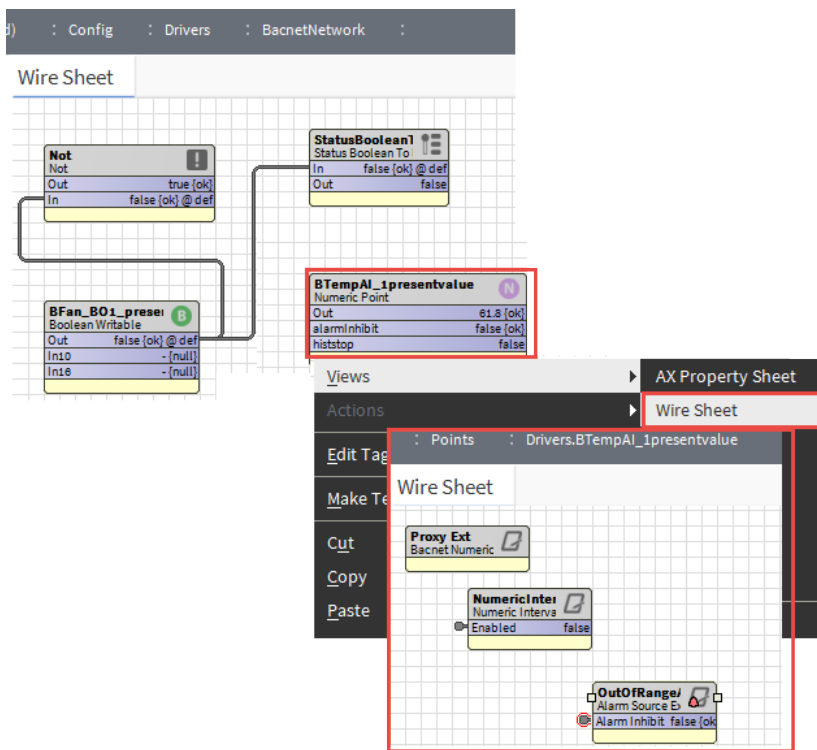 d) : Config : Drivers : BacnetNetwork :
Wire Sheet
Not
Not
Out true {ok}
In false {ok} @ def
StatusBooleanT
Status Boolean To
In false {ok} @ def
Out false
BFan_BO1_presen
Boolean Writable
B
Out false {ok} @ def
In10 - {null}
In16 - {null}
BTempAI_1presentvalue
Numeric Point
N
Out 61.8 {ok}
alarmInhibit false {ok}
histstop false
Views
AX Property Sheet
Actions
Wire Sheet
Edit Tag
Make Te
Cut
Copy
Paste
: Points : Drivers.BTempAI_1presentvalue
Wire Sheet
Proxy Ext
Bacnet Numeric
NumericInter
Numeric Interva
Enabled false
OutOfRangeA
Alarm Source Ex
Alarm Inhibit false {ok